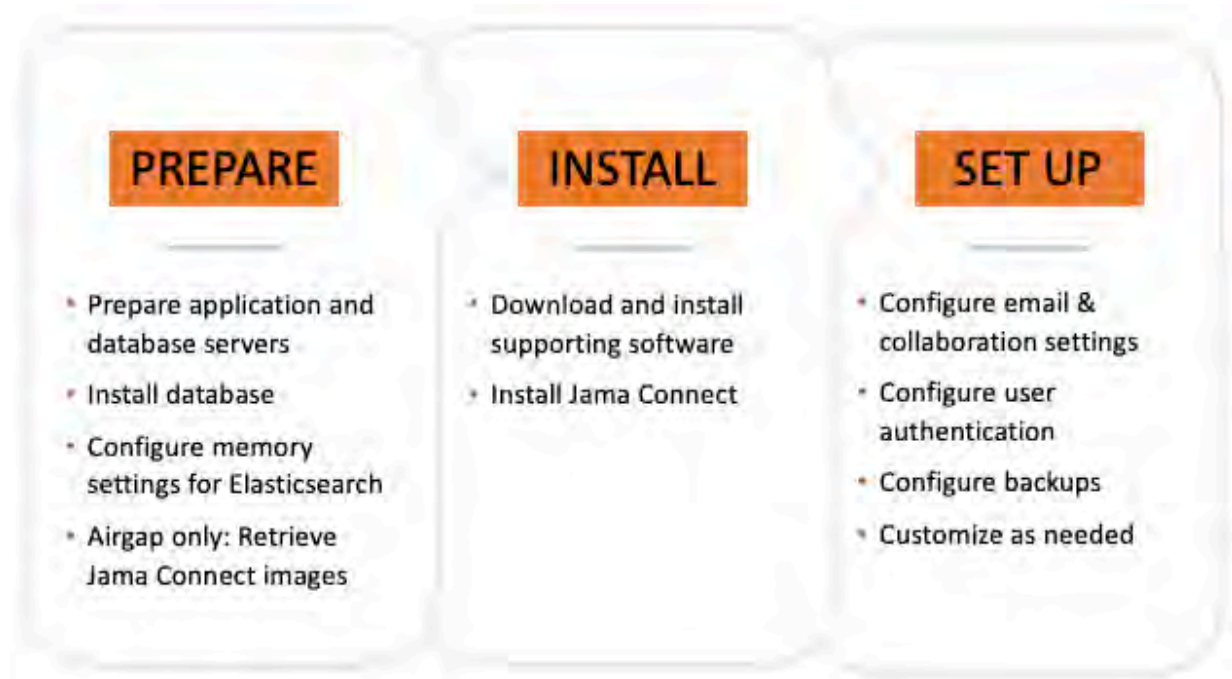 PREPARE
• Prepare application and
database servers
• Install database
• Configure memory
settings for Elasticsearch
• Airgap only: Retrieve
Jama Connect images
INSTALL
• Download and install
supporting software
• Install Jama Connect
SET UP
• Configure email &
collaboration settings
• Configure user
authentication
• Configure backups
• Customize as needed